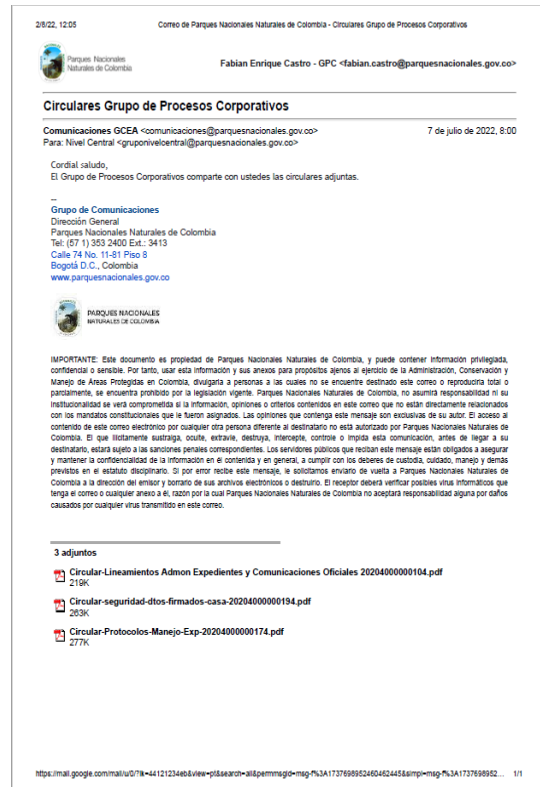 2/8/22, 12:05
Correo de Parques Nacionales Naturales de Colombia - Circulares Grupo de Procesos Corporativos
Parques Nacionales
Naturales de Colombia
Fabian Enrique Castro - GPC <fabian.castro@parquesnacionales.gov.co>
Circulares Grupo de Procesos Corporativos
Comunicaciones GCEA <comunicaciones@parquesnacionales.gov.co>
7 de julio de 2022, 8:00
Para: Nivel Central <gruponivelcentral@parquesnacionales.gov.co>
Cordial saludo,
El Grupo de Procesos Corporativos comparte con ustedes las circulares adjuntas.
--
Grupo de Comunicaciones
Dirección General
Parques Nacionales Naturales de Colombia
Tel: (57 1) 353 2400 Ext.: 3413
Calle 74 No. 11-81 Piso 8
Bogotá D.C., Colombia
www.parquesnacionales.gov.co
PARQUES NACIONALES
NATURALES DE COLOMBIA
IMPORTANTE: Este documento es propiedad de Parques Nacionales Naturales de Colombia, y puede contener información privilegiada,
confidencial o sensible. Por tanto, usar esta información y sus anexos para propósitos ajenos al ejercicio de la Administración, Conservación y
Manejo de Áreas Protegidas en Colombia, divulgarla a personas a las cuales no se encuentre destinado este correo o reproducirla total o
parcialmente, se encuentra prohibido por la legislación vigente. Parques Nacionales Naturales de Colombia, no asumirá responsabilidad ni su
institucionalidad se verá comprometida si la información, opiniones o criterios contenidos en este correo que no están directamente relacionados
con los mandatos constitucionales que le fueron asignados. Las opiniones que contenga este mensaje son exclusivas de su autor. El acceso al
contenido de este correo electrónico por cualquier otra persona diferente al destinatario no está autorizado por Parques Nacionales Naturales de
Colombia. El que ilícitamente sustraiga, oculte, extravíe, destruya, intercepte, controle o impida esta comunicación, antes de llegar a su
destinatario, estará sujeto a las sanciones penales correspondientes. Los servidores públicos que reciban este mensaje están obligados a asegurar
y mantener la confidencialidad de la información en él contenida y en general, a cumplir con los deberes de custodia, cuidado, manejo y demás
previstos en el estatuto disciplinario. Si por error recibe este mensaje, le solicitamos enviarlo de vuelta a Parques Nacionales Naturales de
Colombia a la dirección del emisor y borrarlo de sus archivos electrónicos o destruirlo. El receptor deberá verificar posibles virus informáticos que
tenga el correo o cualquier anexo a él, razón por la cual Parques Nacionales Naturales de Colombia no aceptará responsabilidad alguna por daños
causados por cualquier virus transmitido en este correo.
3 adjuntos
Circular-Lineamientos Admon Expedientes y Comunicaciones Oficiales 20204000000104.pdf
219K
Circular-seguridad-dtos-firmados-casa-20204000000194.pdf
263K
Circular-Protocolos-Manejo-Exp-20204000000174.pdf
277K
https://mail.google.com/mail/u/0/?ik=44121234eb&view=pt&search=all&permmsgid=msg-f%3A1737698952460462445&simpl=msg-f%3A1737698952...
1/1